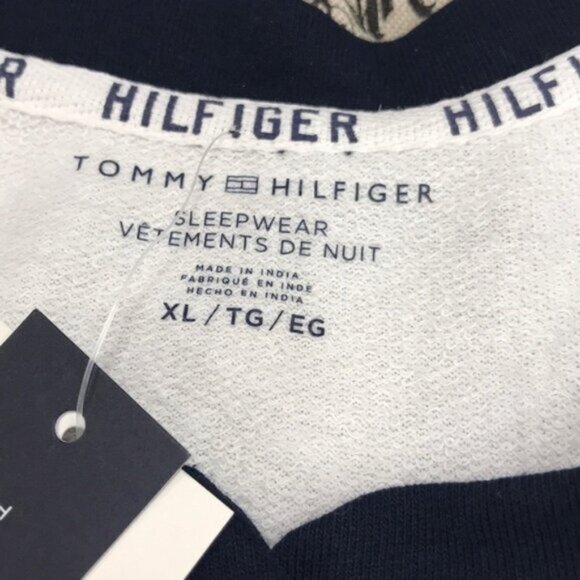 R HILFIGER HILF
TOMMY HILFIGER
SLEEPWEAR
VÊTEMENTS DE NUIT
MADE IN INDIA
FABRIQUÉ EN INDE
HECHO EN INDIA
XL / TG / EG